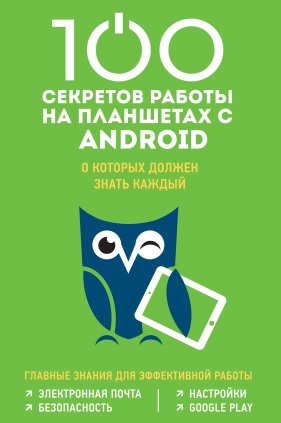 100
СЕКРЕТОВ РАБОТЫ
НА ПЛАНШЕТАХ С
ANDROID
О КОТОРЫХ ДОЛЖЕН
ЗНАТЬ КАЖДЫЙ
ГЛАВНЫЕ ЗНАНИЯ ДЛЯ ЭФФЕКТИВНОЙ РАБОТЫ
ЭЛЕКТРОННАЯ ПОЧТА
БЕЗОПАСНОСТЬ
НАСТРОЙКИ
GOOGLE PLAY